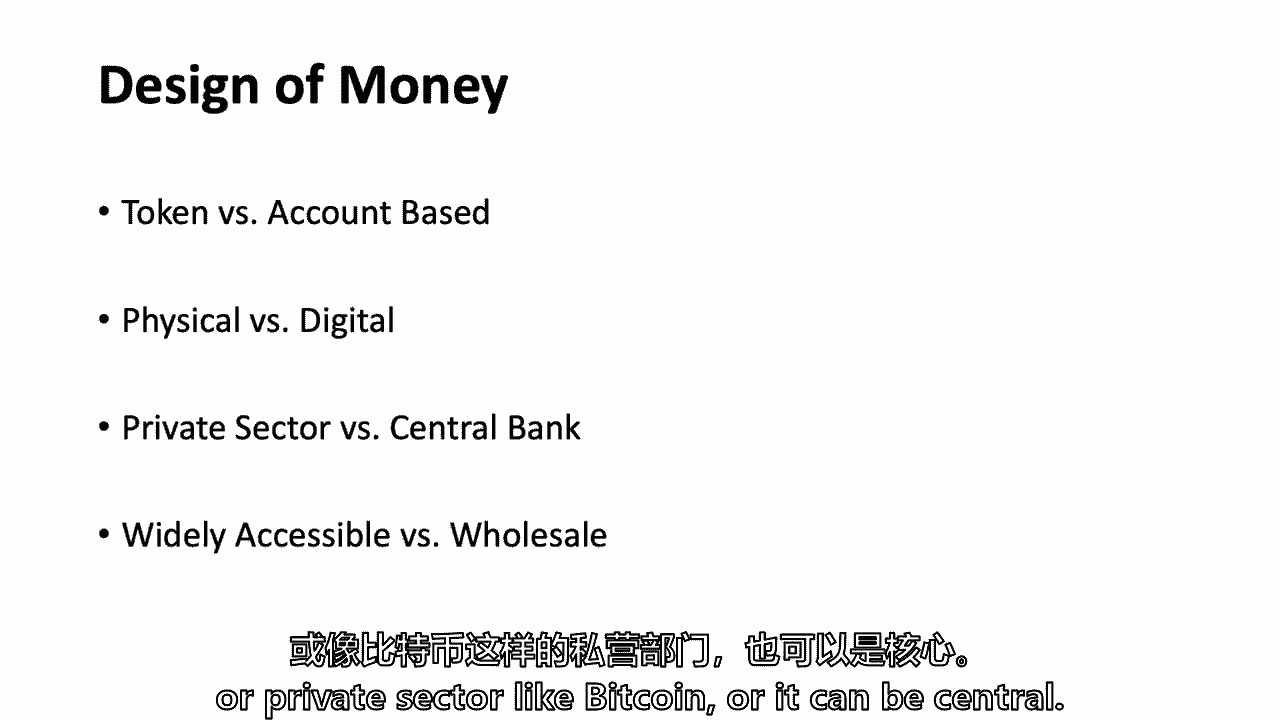 Design of Money
• Token vs. Account Based
• Physical vs. Digital
• Private Sector vs. Central Bank
• Widely Accessible vs. Wholesale
或像比特币这样的私营部门，也可以是核心。
or private sector like Bitcoin, or it can be central.